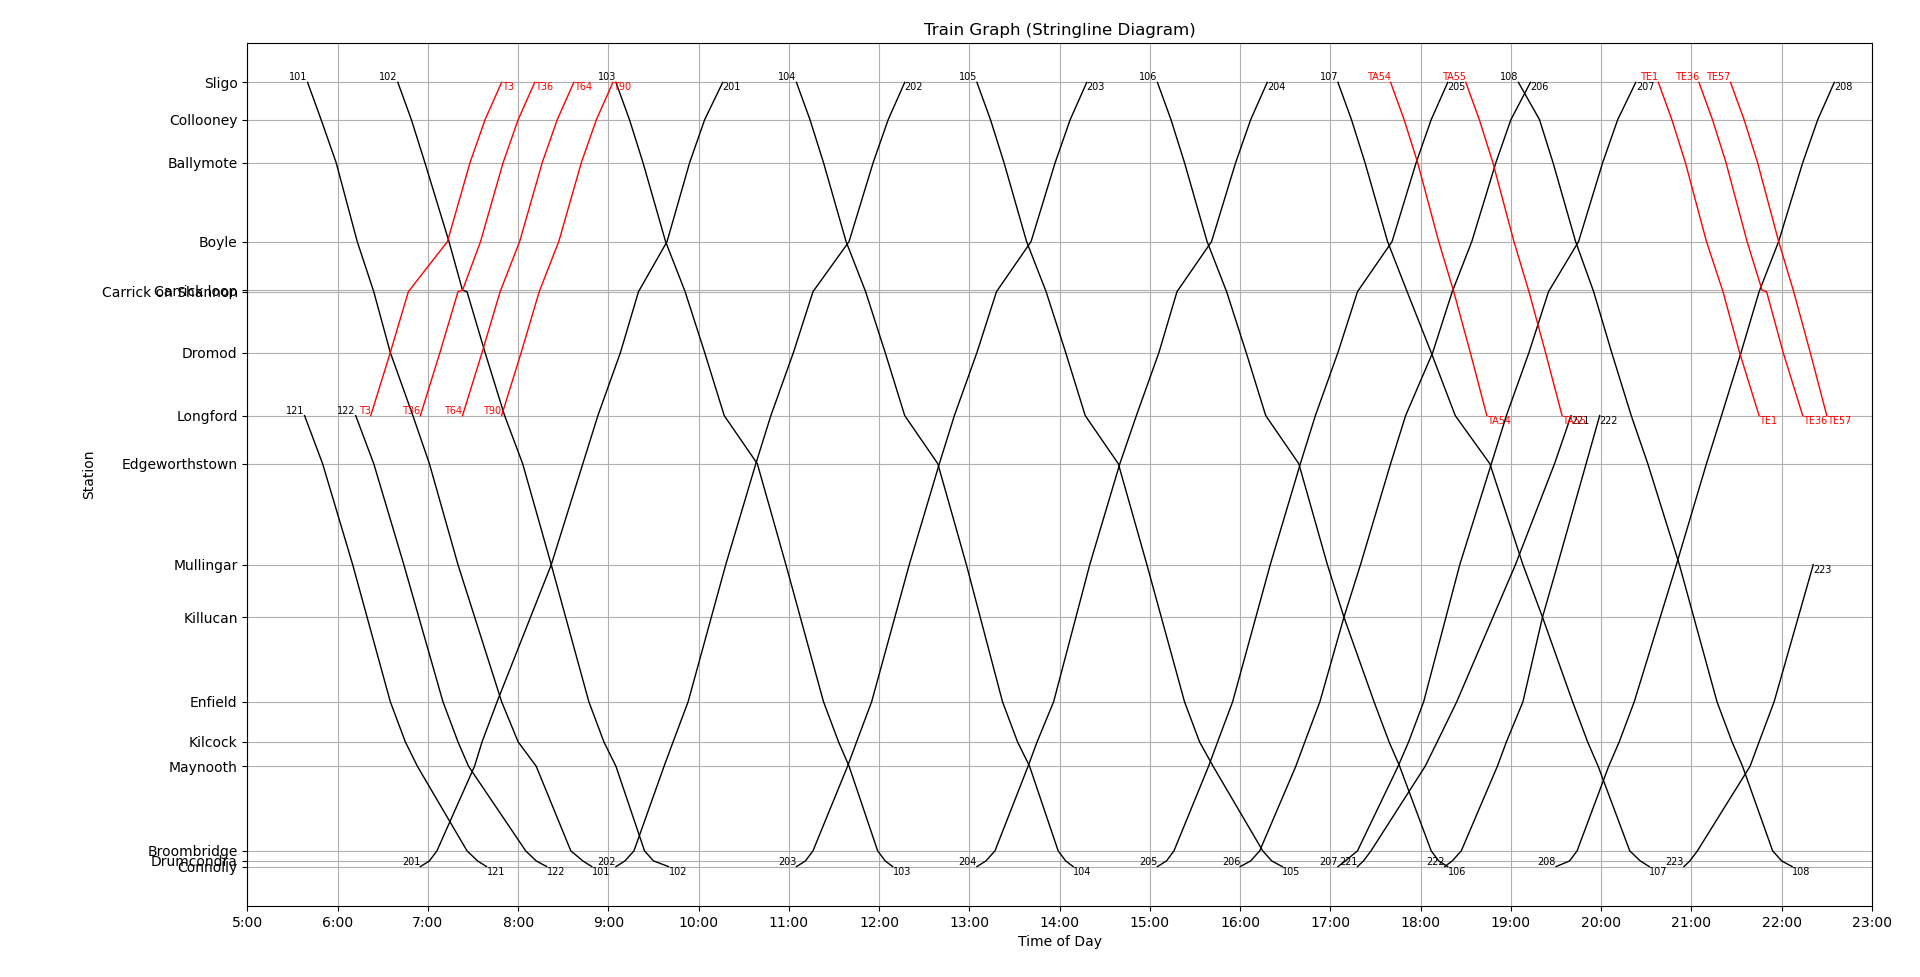 Train Graph (Stringline Diagram)
101 102 103 104 105 106 107 TA54 TA55 108 TE1 TE36 TE57
Sligo
T3 T36 T64 T90 201 202 203 204 205 206 207 208
Collooney
Ballymote
Boyle
Carrick loop
Carrick on Shannon
Dromod
121 122 T3 T36 T64 T90
Longford
TA54 TA55 221 222 TE1 TE36 TE57
Edgeworthstown
Station
Mullingar
223
Killucan
Enfield
Kilcock
Maynooth
Broombridge
Drumcondra
201 202 203 204 205 206 207 221 222 208 223
Connolly
121 122 101 102 103 104 105 106 107 108
5:00 6:00 7:00 8:00 9:00 10:00 11:00 12:00 13:00 14:00 15:00 16:00 17:00 18:00 19:00 20:00 21:00 22:00 23:00
Time of Day